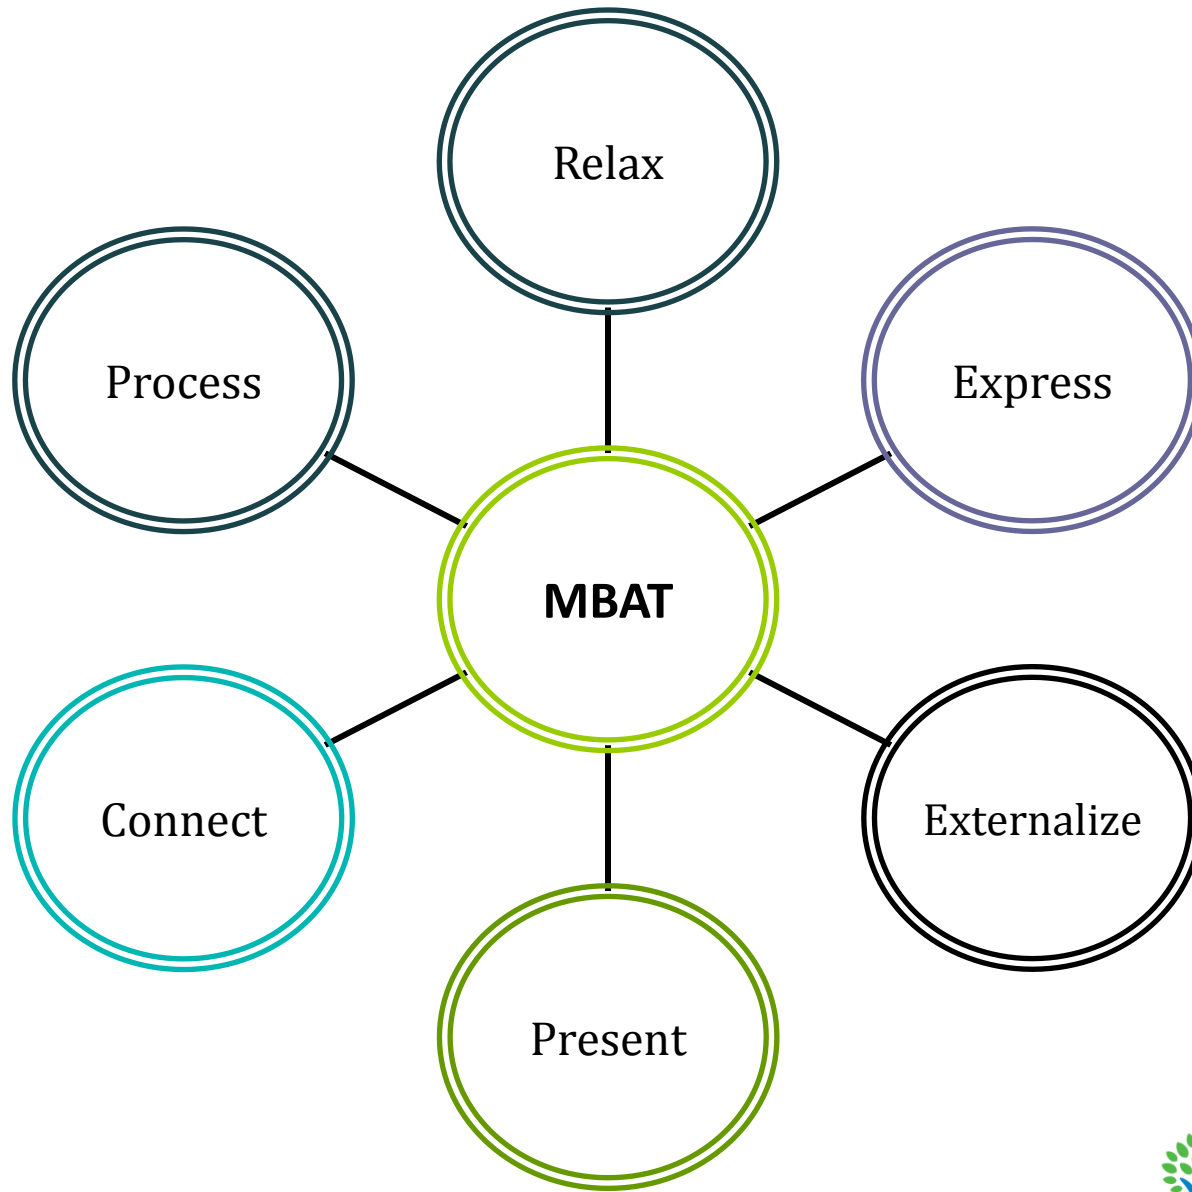 Relax
Process
Express
MBAT
Connect
Externalize
Present